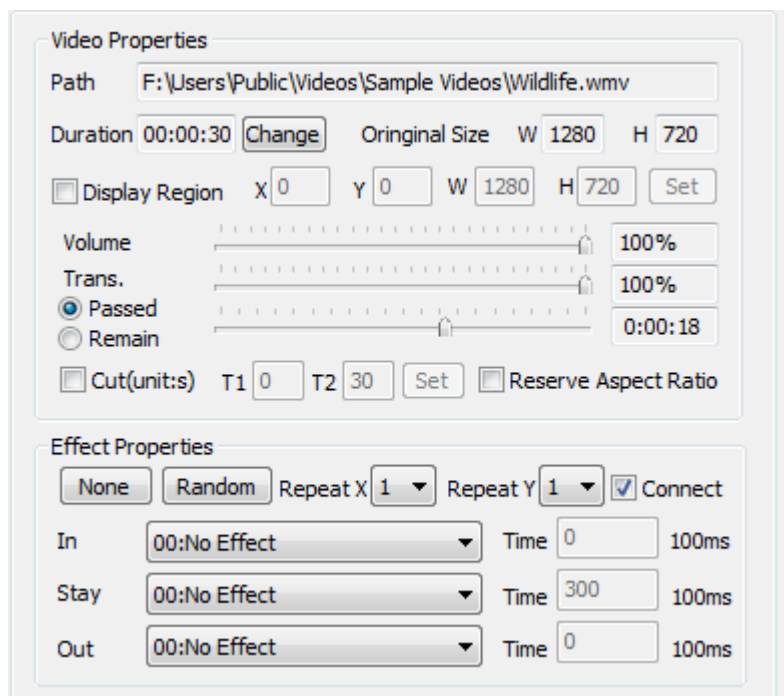 Video Properties
Path F:\Users\Public\Videos\Sample Videos\Wildlife.wmv
Duration 00:00:30 Change Oringinal Size W 1280 H 720
Display Region X 0 Y 0 W 1280 H 720 Set
Volume 100%
Trans. 100%
Passed
Remain 0:00:18
Cut(unit:s) T1 0 T2 30 Set Reserve Aspect Ratio
Effect Properties
None Random Repeat X 1 Repeat Y 1 Connect
In 00:No Effect Time 0 100ms
Stay 00:No Effect Time 300 100ms
Out 00:No Effect Time 0 100ms